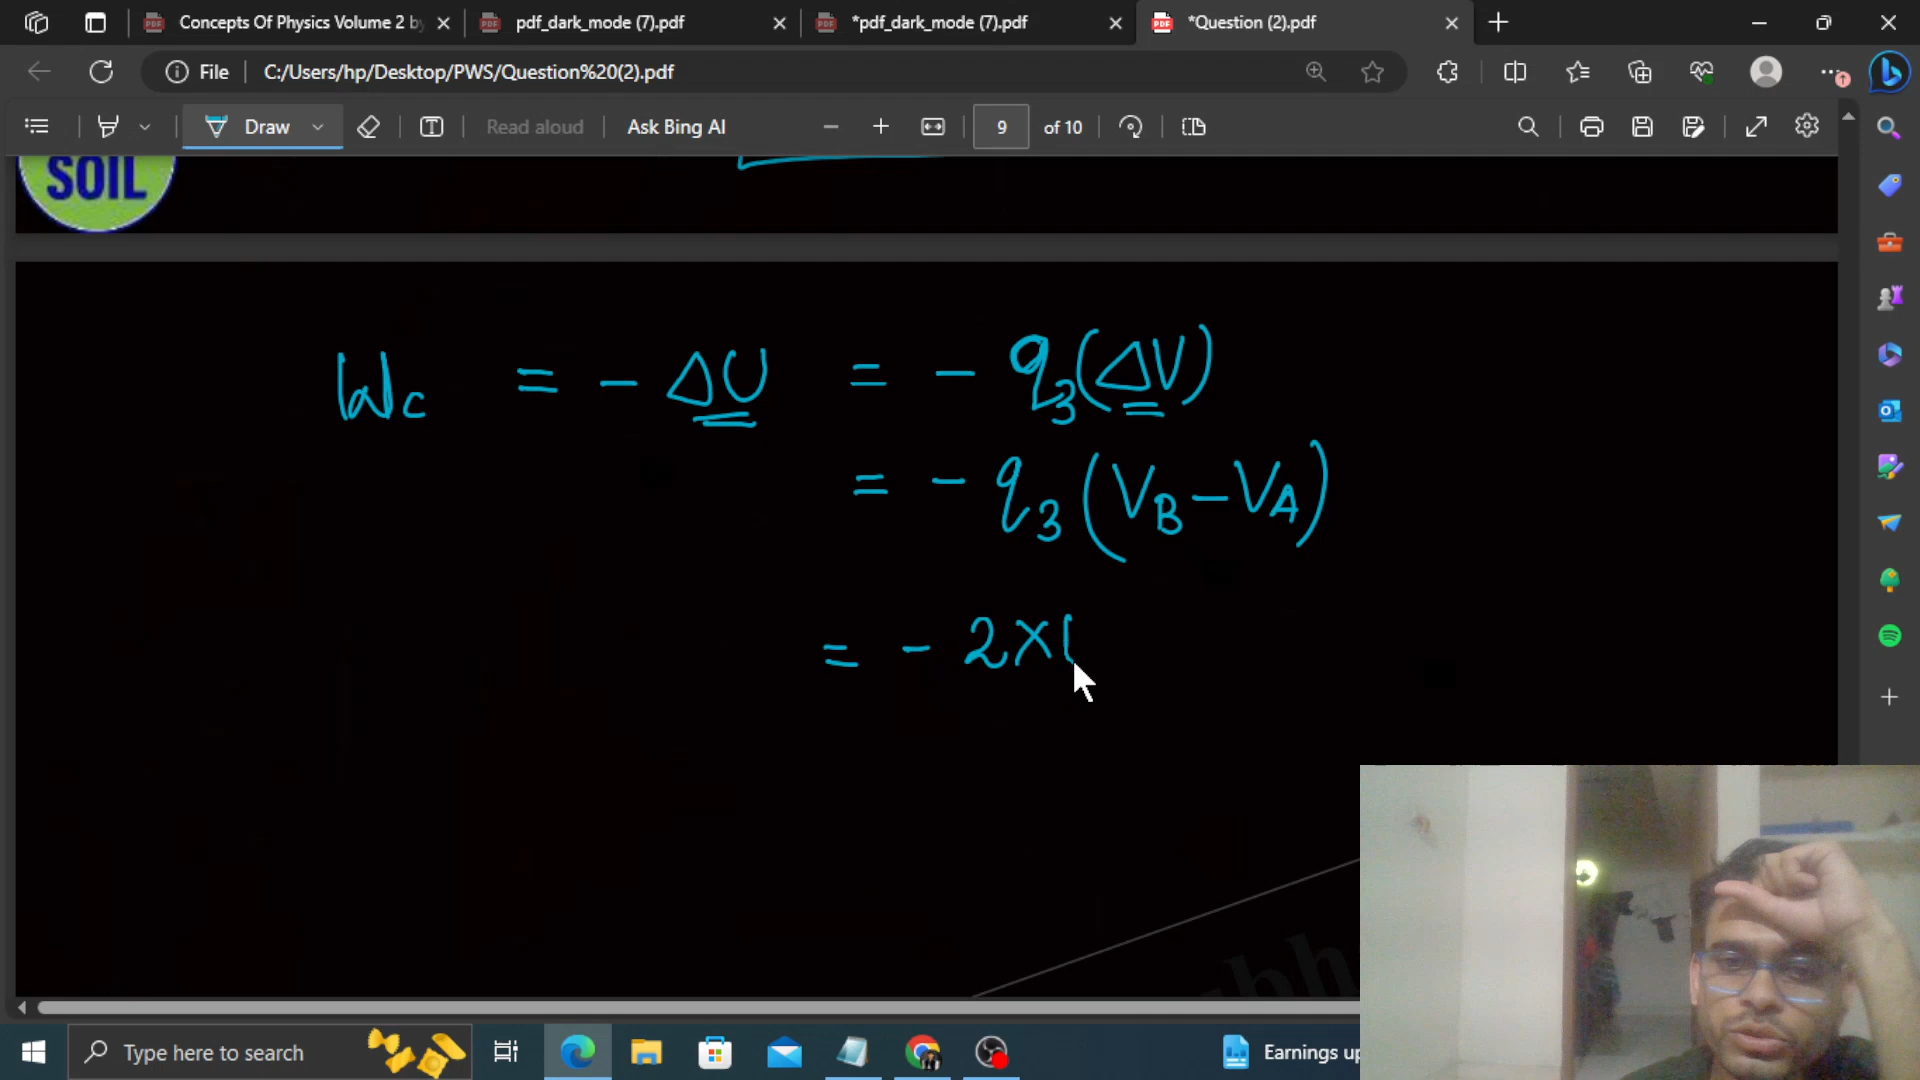 Concepts Of Physics Volume 2 by
pdf_dark_mode (7).pdf
*pdf_dark_mode (7).pdf
*Question (2).pdf
File
C:/Users/hp/Desktop/PWS/Question%20(2).pdf
Draw
Read aloud
Ask Bing AI
9
of 10
SOIL
Wc = - ΔU = - q3(ΔV)
= - q3 (VB - VA)
= - 2×(
Type here to search
Earnings up